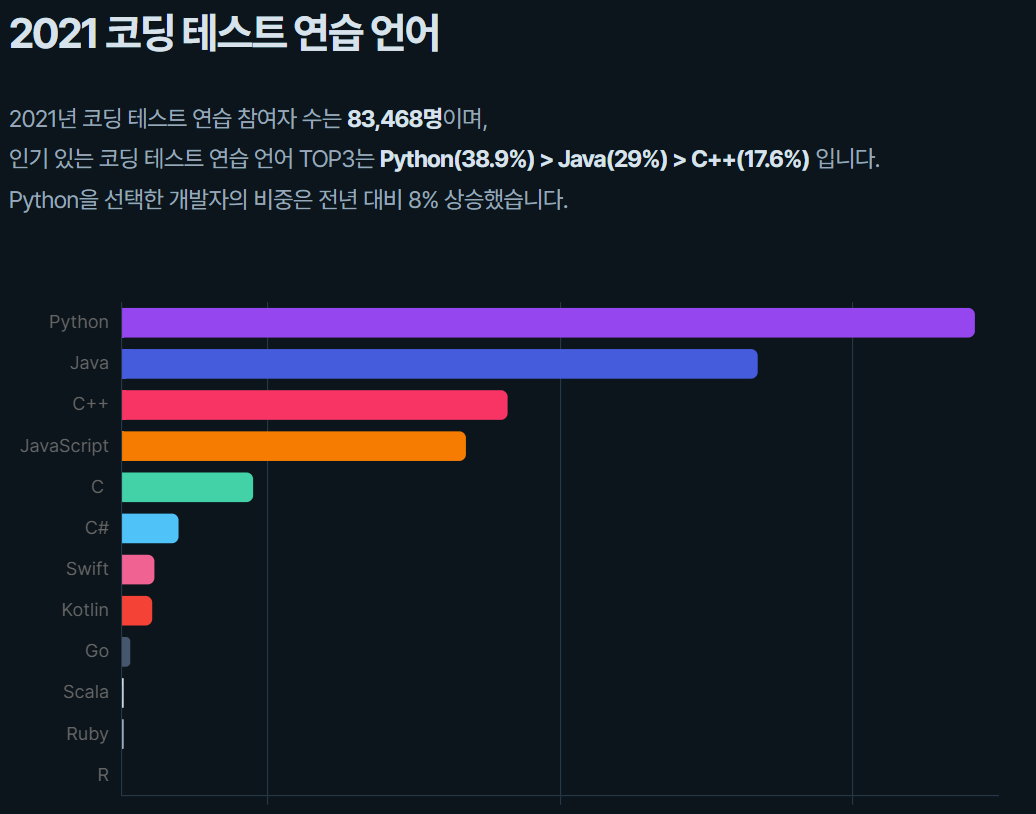 2021 코딩 테스트 연습 언어
2021년 코딩 테스트 연습 참여자 수는 83,468명이며,
인기 있는 코딩 테스트 연습 언어 TOP3는 Python(38.9%) > Java(29%) > C++(17.6%) 입니다.
Python을 선택한 개발자의 비중은 전년 대비 8% 상승했습니다.
Python
Java
C++
JavaScript
C
C#
Swift
Kotlin
Go
Scala
Ruby
R